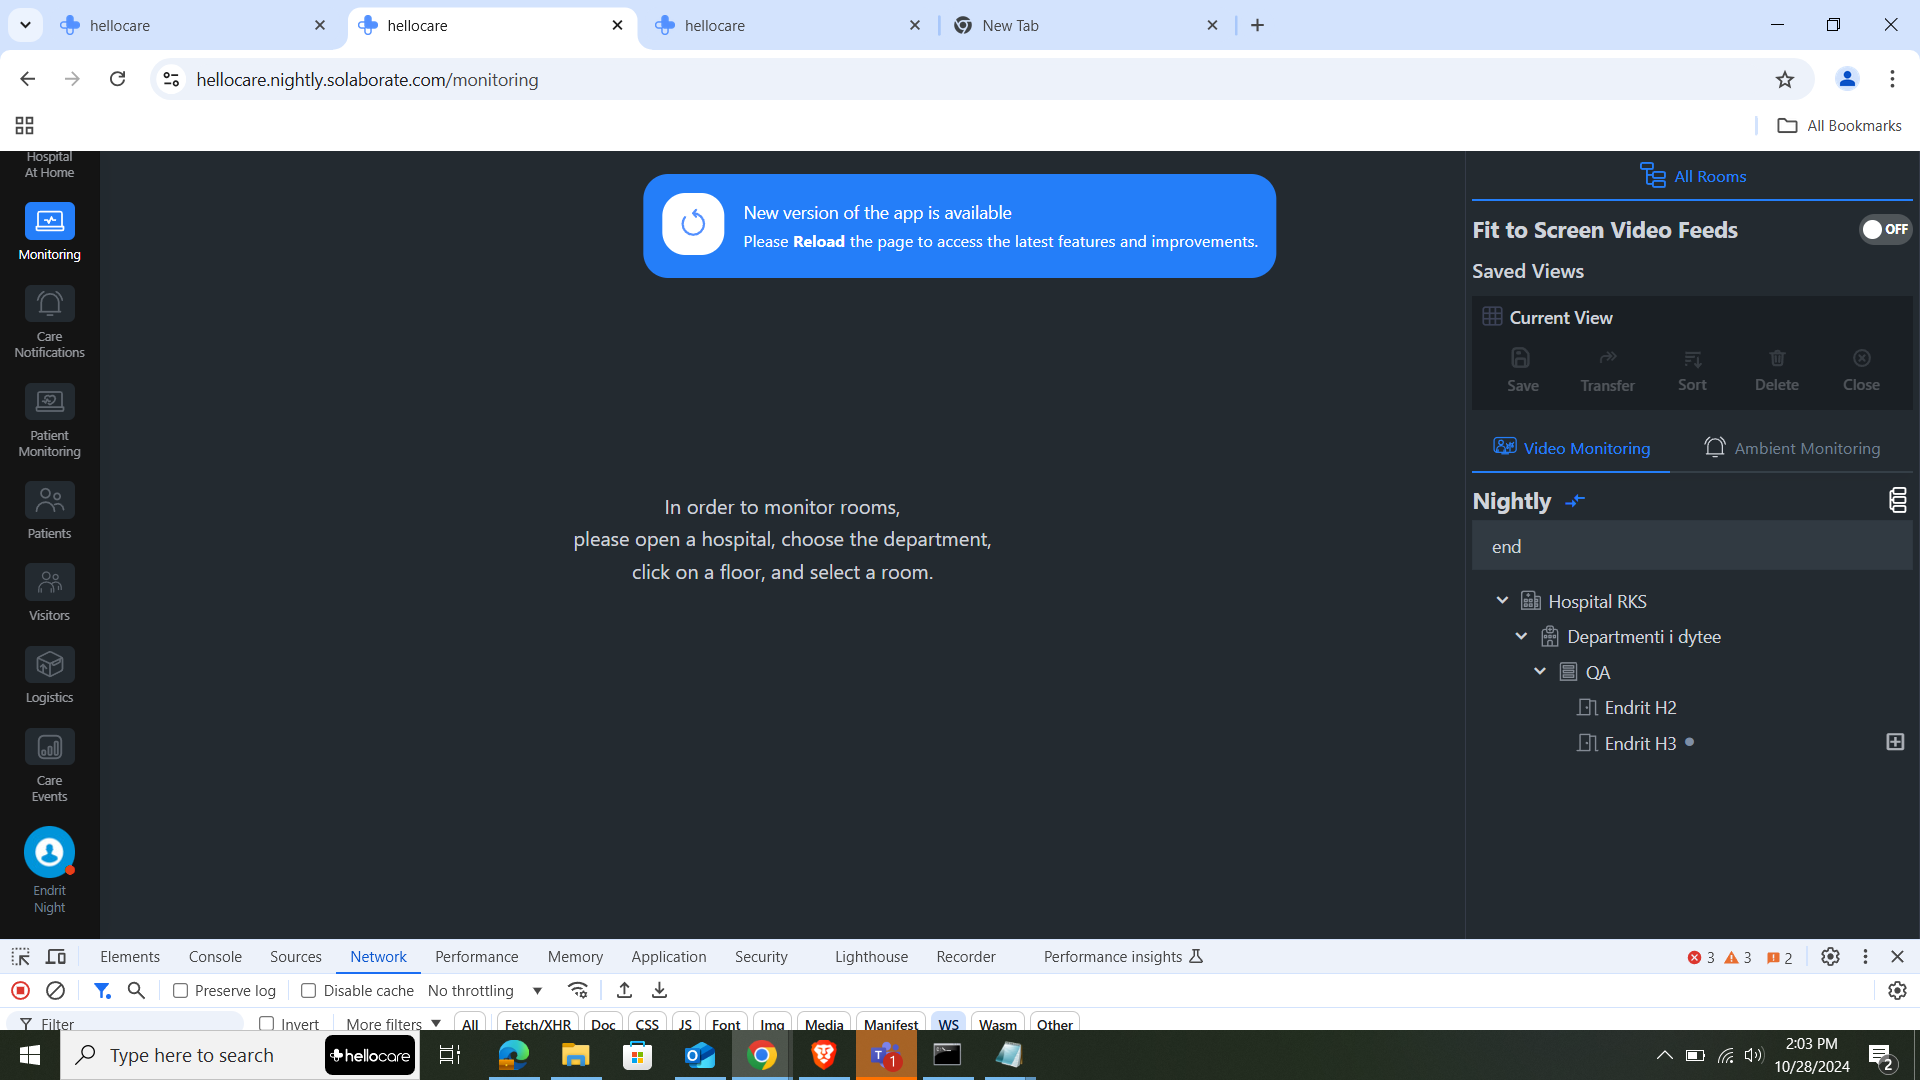 hellocare
hellocare
hellocare
New Tab
hellocare.nightly.solaborate.com/monitoring
All Bookmarks
Hospital
At Home
Monitoring
Care
Notifications
Patient
Monitoring
Patients
Visitors
Logistics
Care
Events
Endrit
Night
New version of the app is available
Please Reload the page to access the latest features and improvements.
In order to monitor rooms,
please open a hospital, choose the department,
click on a floor, and select a room.
All Rooms
Fit to Screen Video Feeds
OFF
Saved Views
Current View
Save Transfer Sort Delete Close
Video Monitoring Ambient Monitoring
Nightly
end
Hospital RKS
Departmenti i dytee
QA
Endrit H2
Endrit H3
Elements Console Sources Network Performance Memory Application Security Lighthouse Recorder Performance insights 3 3 2
Preserve log Disable cache No throttling
Filter Invert More filters All Fetch/XHR Doc CSS JS Font Img Media Manifest WS Wasm Other
Type here to search
hellocare
1
2:03 PM
10/28/2024
2